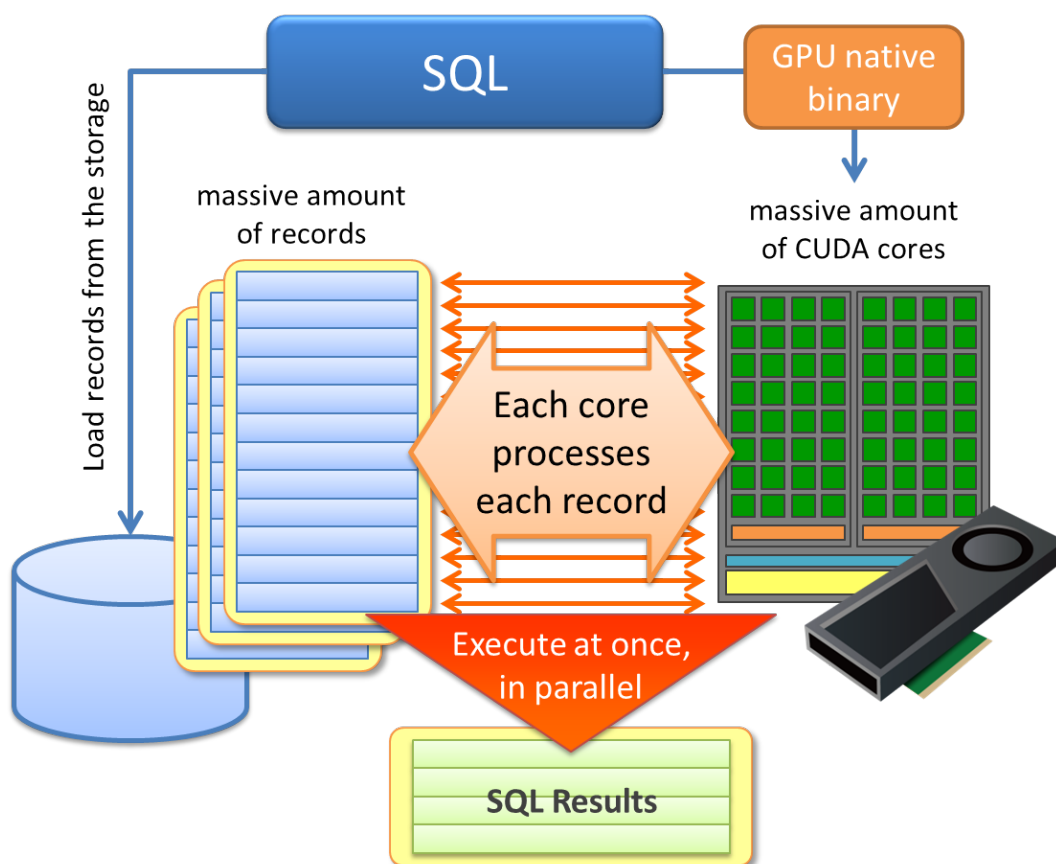 SQL
GPU native
binary
Load records from the storage
massive amount
of records
massive amount
of CUDA cores
Each core
processes
each record
Execute at once,
in parallel
SQL Results